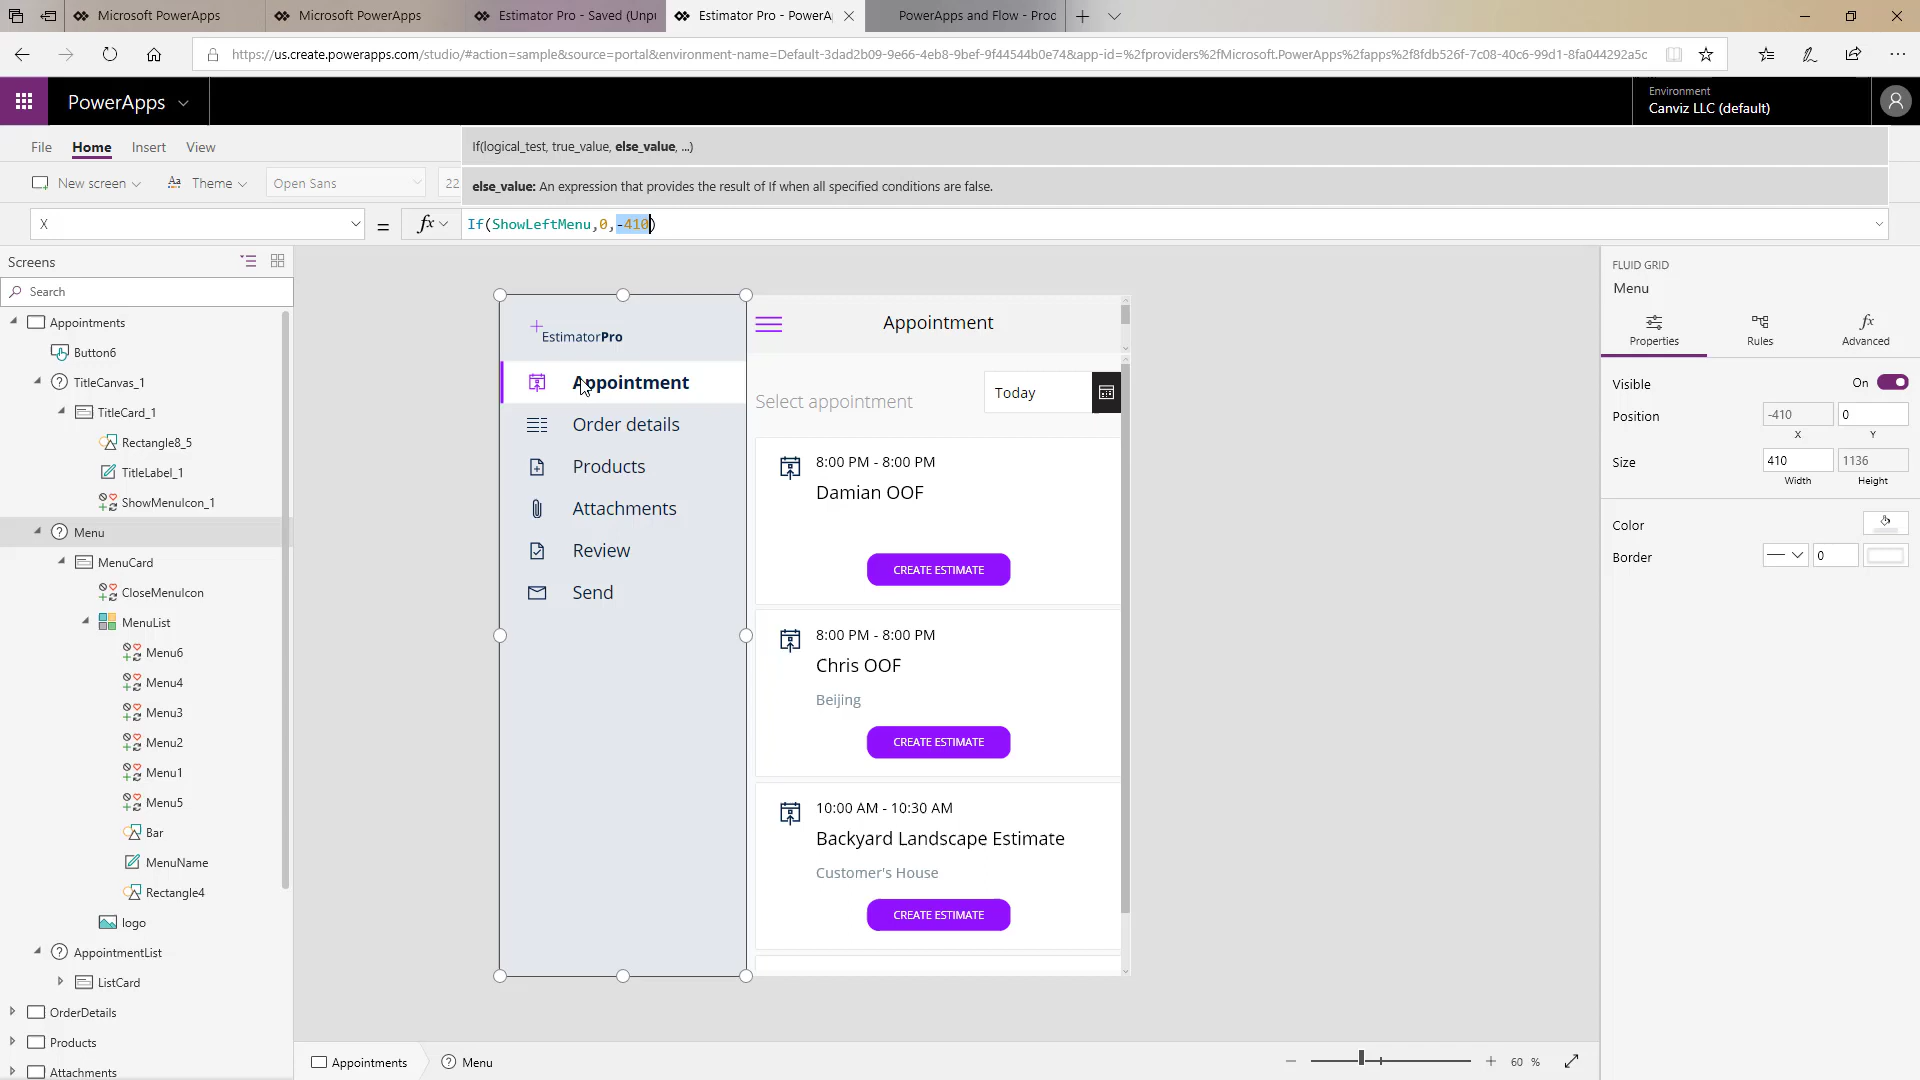 Microsoft PowerApps
Microsoft PowerApps
Estimator Pro - Saved (Unpu
Estimator Pro - PowerA
PowerApps and Flow - Prod
https://us.create.powerapps.com/studio/#action=sample&source=portal&environment-name=Default-3dad2b09-9e66-4eb8-9bef-9f44544b0e74&app-id=%2fproviders%2fMicrosoft.PowerApps%2fapps%2f8fdb526f-7c08-40c6-99d1-8fa044292a5c
PowerApps
Environment
Canviz LLC (default)
File
Home
Insert
View
If(logical_test, true_value, else_value, ...)
New screen
Theme
Open Sans
22
else_value: An expression that provides the result of If when all specified conditions are false.
X
=
fx
If(ShowLeftMenu,0,-410)
Screens
Search
Appointments
Button6
TitleCanvas_1
TitleCard_1
Rectangle8_5
TitleLabel_1
ShowMenuIcon_1
Menu
MenuCard
CloseMenuIcon
MenuList
Menu6
Menu4
Menu3
Menu2
Menu1
Menu5
Bar
MenuName
Rectangle4
logo
AppointmentList
ListCard
OrderDetails
Products
Attachments
EstimatorPro
Appointment
Order details
Products
Attachments
Review
Send
Appointment
Select appointment
Today
8:00 PM - 8:00 PM
Damian OOF
CREATE ESTIMATE
8:00 PM - 8:00 PM
Chris OOF
Beijing
CREATE ESTIMATE
10:00 AM - 10:30 AM
Backyard Landscape Estimate
Customer's House
CREATE ESTIMATE
Appointments
Menu
60 %
FLUID GRID
Menu
Properties
Rules
fx
Advanced
Visible
On
Position
-410
0
X
Y
Size
410
1136
Width
Height
Color
Border
0